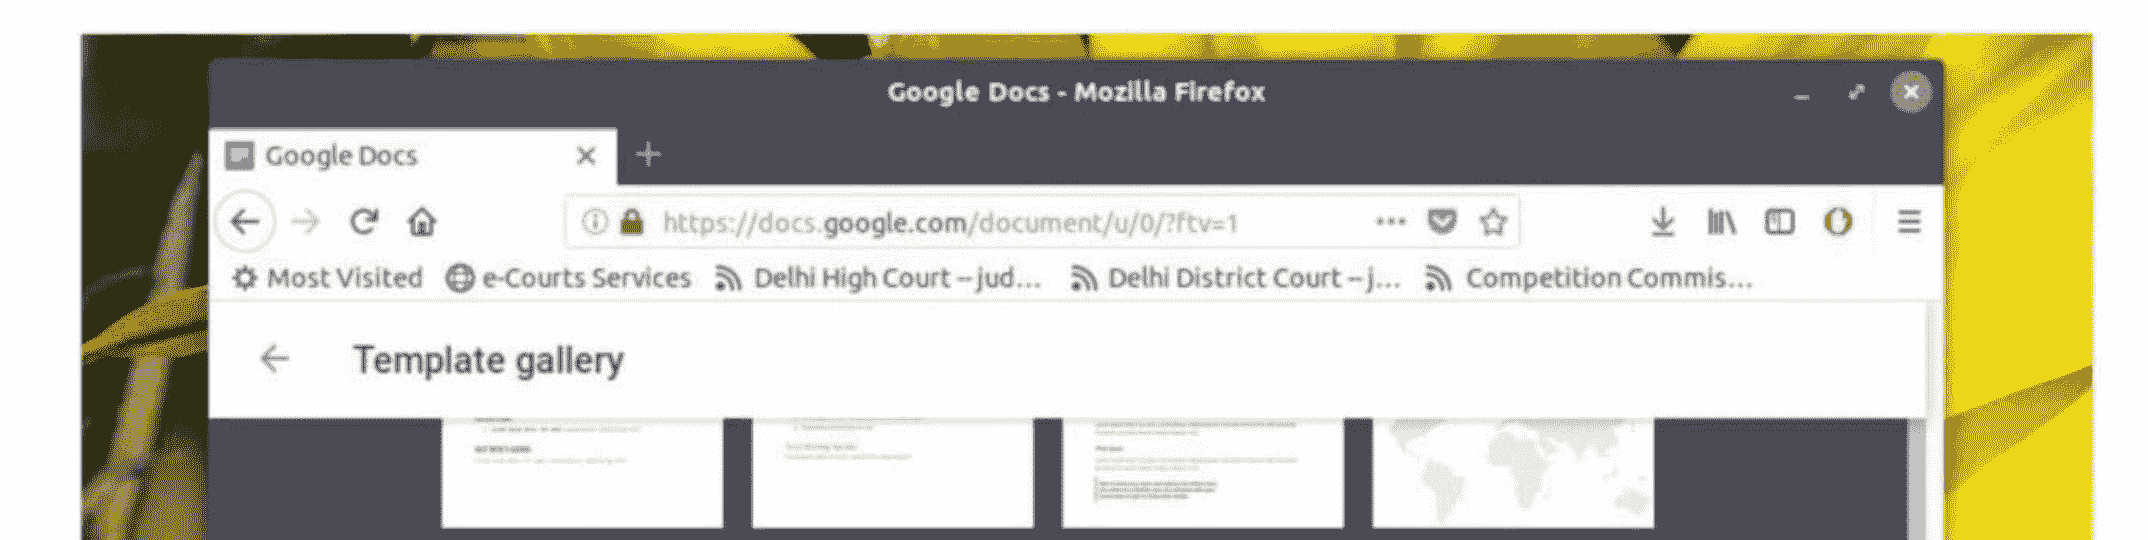 Google Docs - Mozilla Firefox
Google Docs
https://docs.google.com/document/u/0/?ftv=1
Most Visited e-Courts Services Delhi High Court – jud... Delhi District Court – j... Competition Commis...
Template gallery